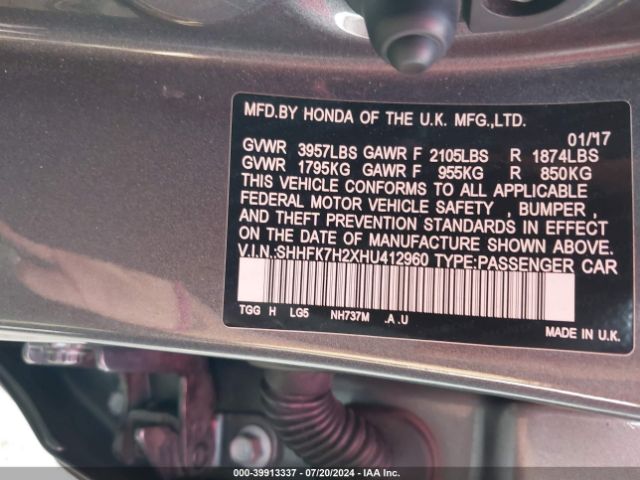 MFD.BY HONDA OF THE U.K. MFG.,LTD.
01/17
GVWR 3957LBS GAWR F 2105LBS R 1874LBS
GVWR 1795KG GAWR F 955KG R 850KG
THIS VEHICLE CONFORMS TO ALL APPLICABLE
FEDERAL MOTOR VEHICLE SAFETY , BUMPER ,
AND THEFT PREVENTION STANDARDS IN EFFECT
ON THE DATE OF MANUFACTURE SHOWN ABOVE.
V.I.N.:SHHFK7H2XHU412960 TYPE:PASSENGER CAR
TGG H LG5 NH737M .A .U
MADE IN U.K.
000-39913337 - 07/20/2024 - IAA Inc.